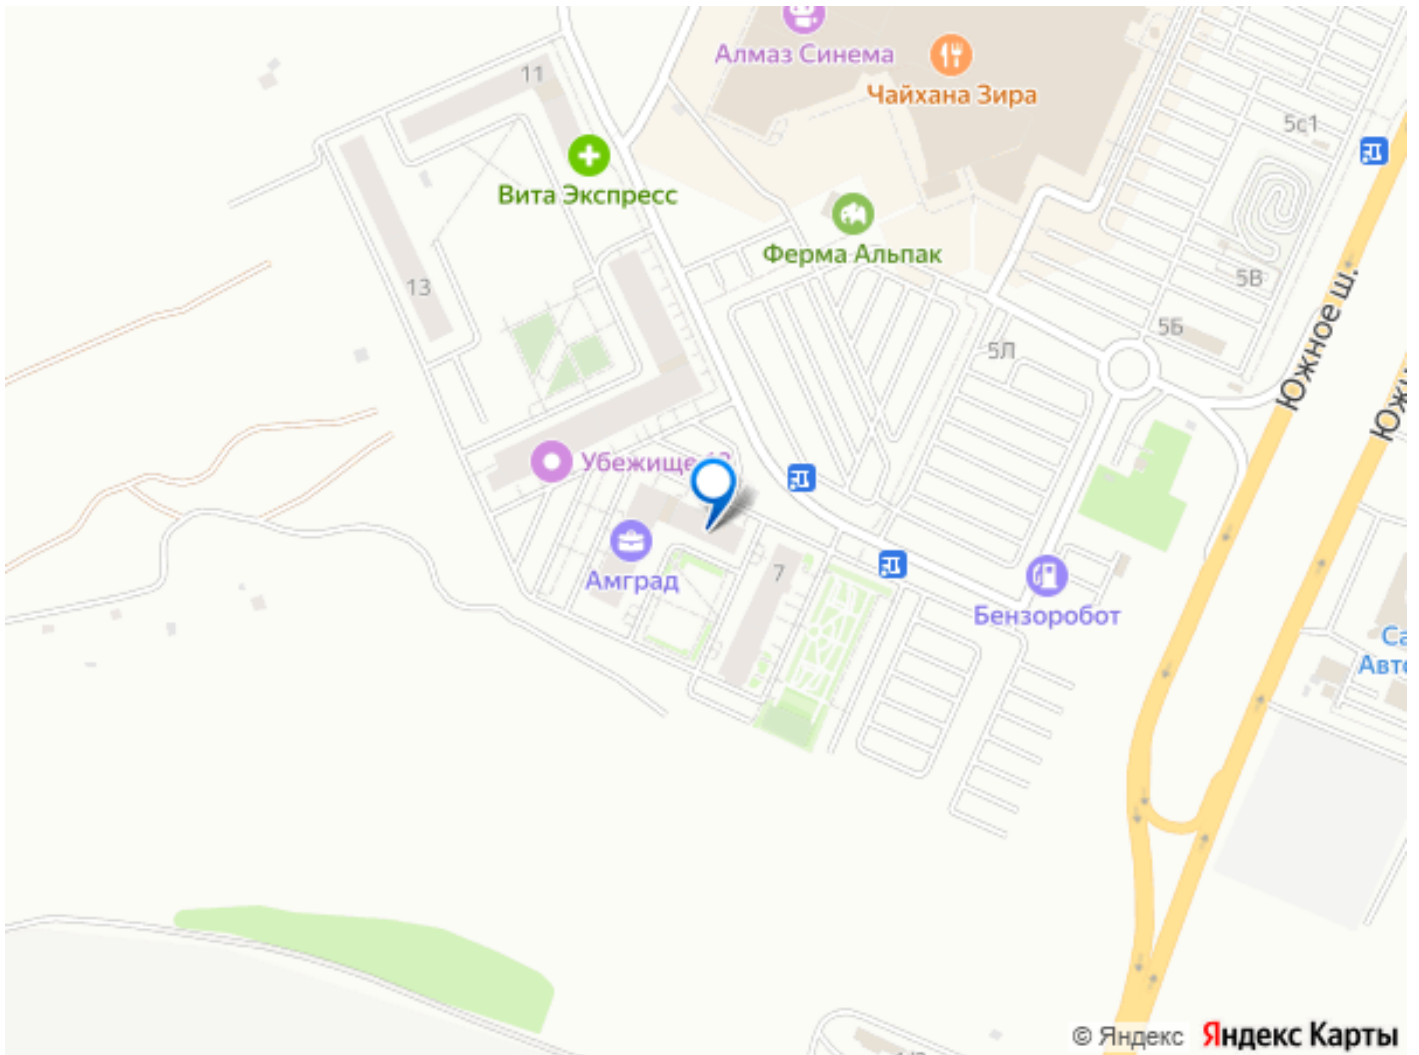 Алмаз Синема
Чайхана Зира
11
5с1
Вита Экспресс
Ферма Альпак
13
5В
5Б
Южное ш.
5Л
Убежище
Амград
7
Бензоробот
© Яндекс Яндекс Карты